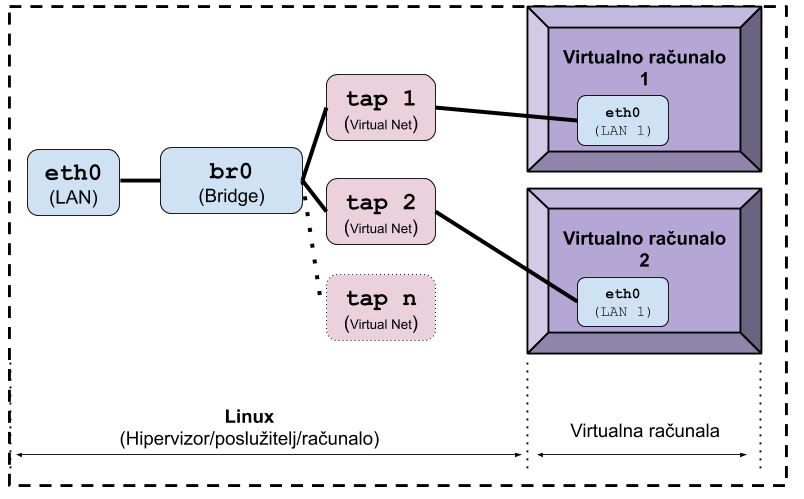 eth0
(LAN)
br0
(Bridge)
tap 1
(Virtual Net)
tap 2
(Virtual Net)
tap n
(Virtual Net)
Virtualno računalo
1
eth0
(LAN 1)
Virtualno računalo
2
eth0
(LAN 1)
Linux
(Hipervizor/poslužitelj/računalo)
Virtualna računala